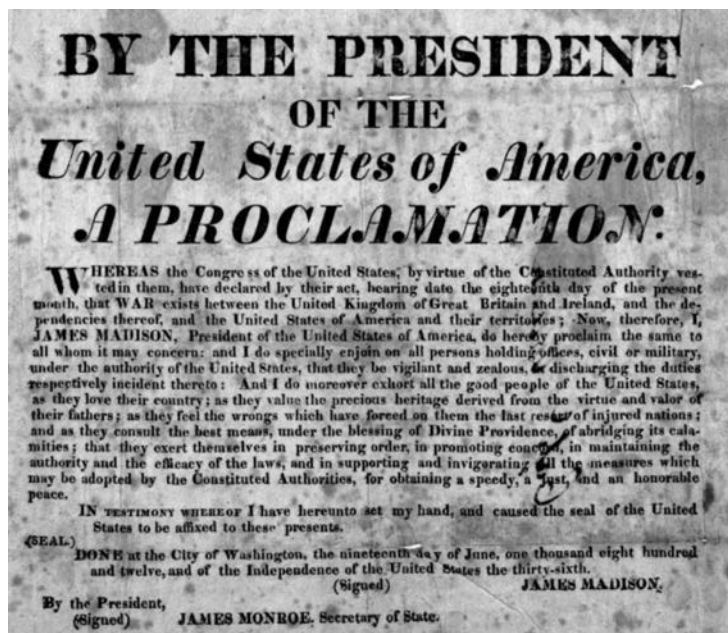 BY THE PRESIDENT
OF THE
United States of America,
A PROCLAMATION.
WHEREAS the Congress of the United States, by virtue of the Constituted Authority ves-
ted in them, have declared by their act, bearing date the eighteenth day of the present
month, that WAR exists between the United Kingdom of Great Britain and Ireland, and the de-
pendencies thereof, and the United States of America and their territories; Now, therefore, I,
JAMES MADISON, President of the United States of America, do hereby proclaim the same to
all whom it may concern: and I do specially enjoin on all persons holding offices, civil or military,
under the authority of the United States, that they be vigilant and zealous, discharging the duties
respectively incident thereto: And I do moreover exhort all the good people of the United States,
as they love their country; as they value the precious heritage derived from the virtue and valor of
their fathers; as they feel the wrongs which have forced on them the last resort of injured nations;
and as they consult the best means, under the blessing of Divine Providence, of abridging its cala-
mities; that they exert themselves in preserving order, in promoting concord, in maintaining the
authority and the efficacy of the laws, and in supporting and invigorating all the measures which
may be adopted by the Constituted Authorities, for obtaining a speedy, a just, and an honorable
peace.
IN TESTIMONY WHEREOF I have hereunto set my hand, and caused the seal of the United
States to be affixed to these presents.
(SEAL.)
DONE at the City of Washington, the nineteenth day of June, one thousand eight hundred
and twelve, and of the Independence of the United States the thirty-sixth.
(Signed) JAMES MADISON.
By the President,
(Signed) JAMES MONROE. Secretary of State.